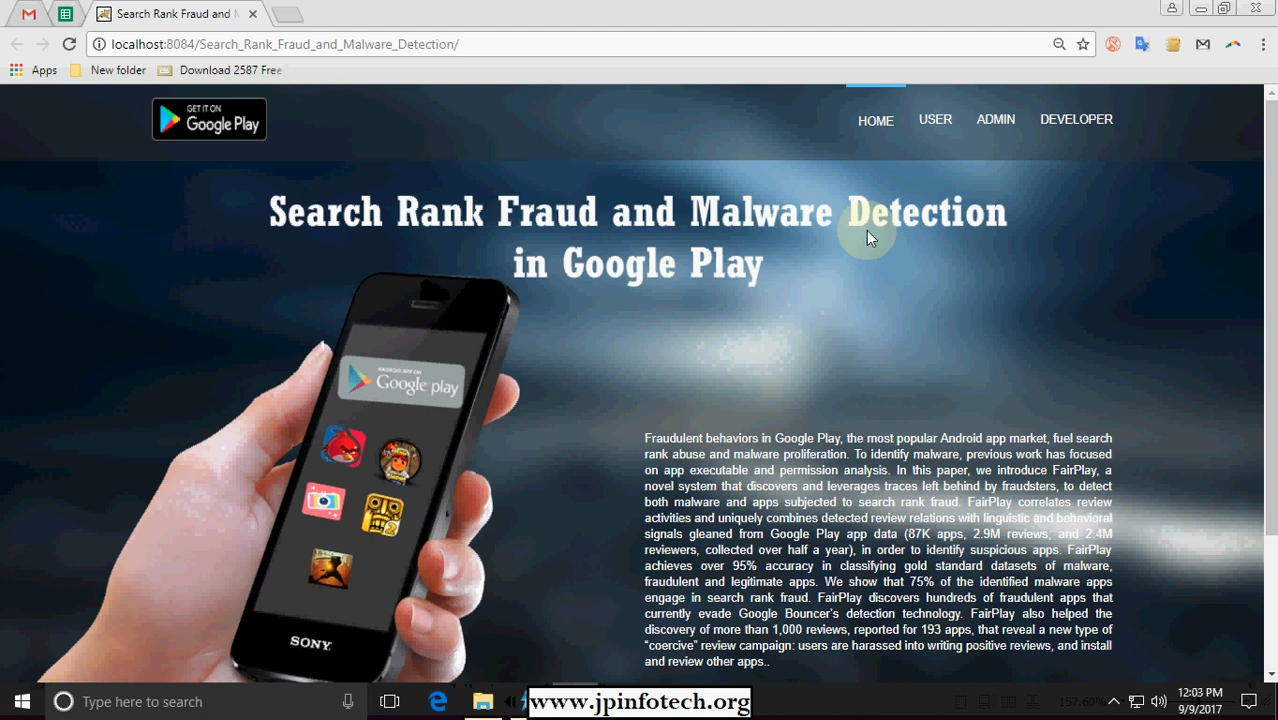 Search Rank Fraud and M
localhost:8084/Search_Rank_Fraud_and_Malware_Detection/
Apps New folder Download 2587 Free
GET IT ON
Google Play
HOME USER ADMIN DEVELOPER
Search Rank Fraud and Malware Detection
in Google Play
ANDROID APP ON
Google play
SONY
Fraudulent behaviors in Google Play, the most popular Android app market, fuel search
rank abuse and malware proliferation. To identify malware, previous work has focused
on app executable and permission analysis. In this paper, we introduce FairPlay, a
novel system that discovers and leverages traces left behind by fraudsters, to detect
both malware and apps subjected to search rank fraud. FairPlay correlates review
activities and uniquely combines detected review relations with linguistic and behavioral
signals gleaned from Google Play app data (87K apps, 2.9M reviews, and 2.4M
reviewers, collected over half a year), in order to identify suspicious apps. FairPlay
achieves over 95% accuracy in classifying gold standard datasets of malware,
fraudulent and legitimate apps. We show that 75% of the identified malware apps
engage in search rank fraud. FairPlay discovers hundreds of fraudulent apps that
currently evade Google Bouncer's detection technology. FairPlay also helped the
discovery of more than 1,000 reviews, reported for 193 apps, that reveal a new type of
“coercive” review campaign: users are harassed into writing positive reviews, and install
and review other apps..
Type here to search
www.jpinfotech.org
157.60%
12:03 PM
9/9/2017